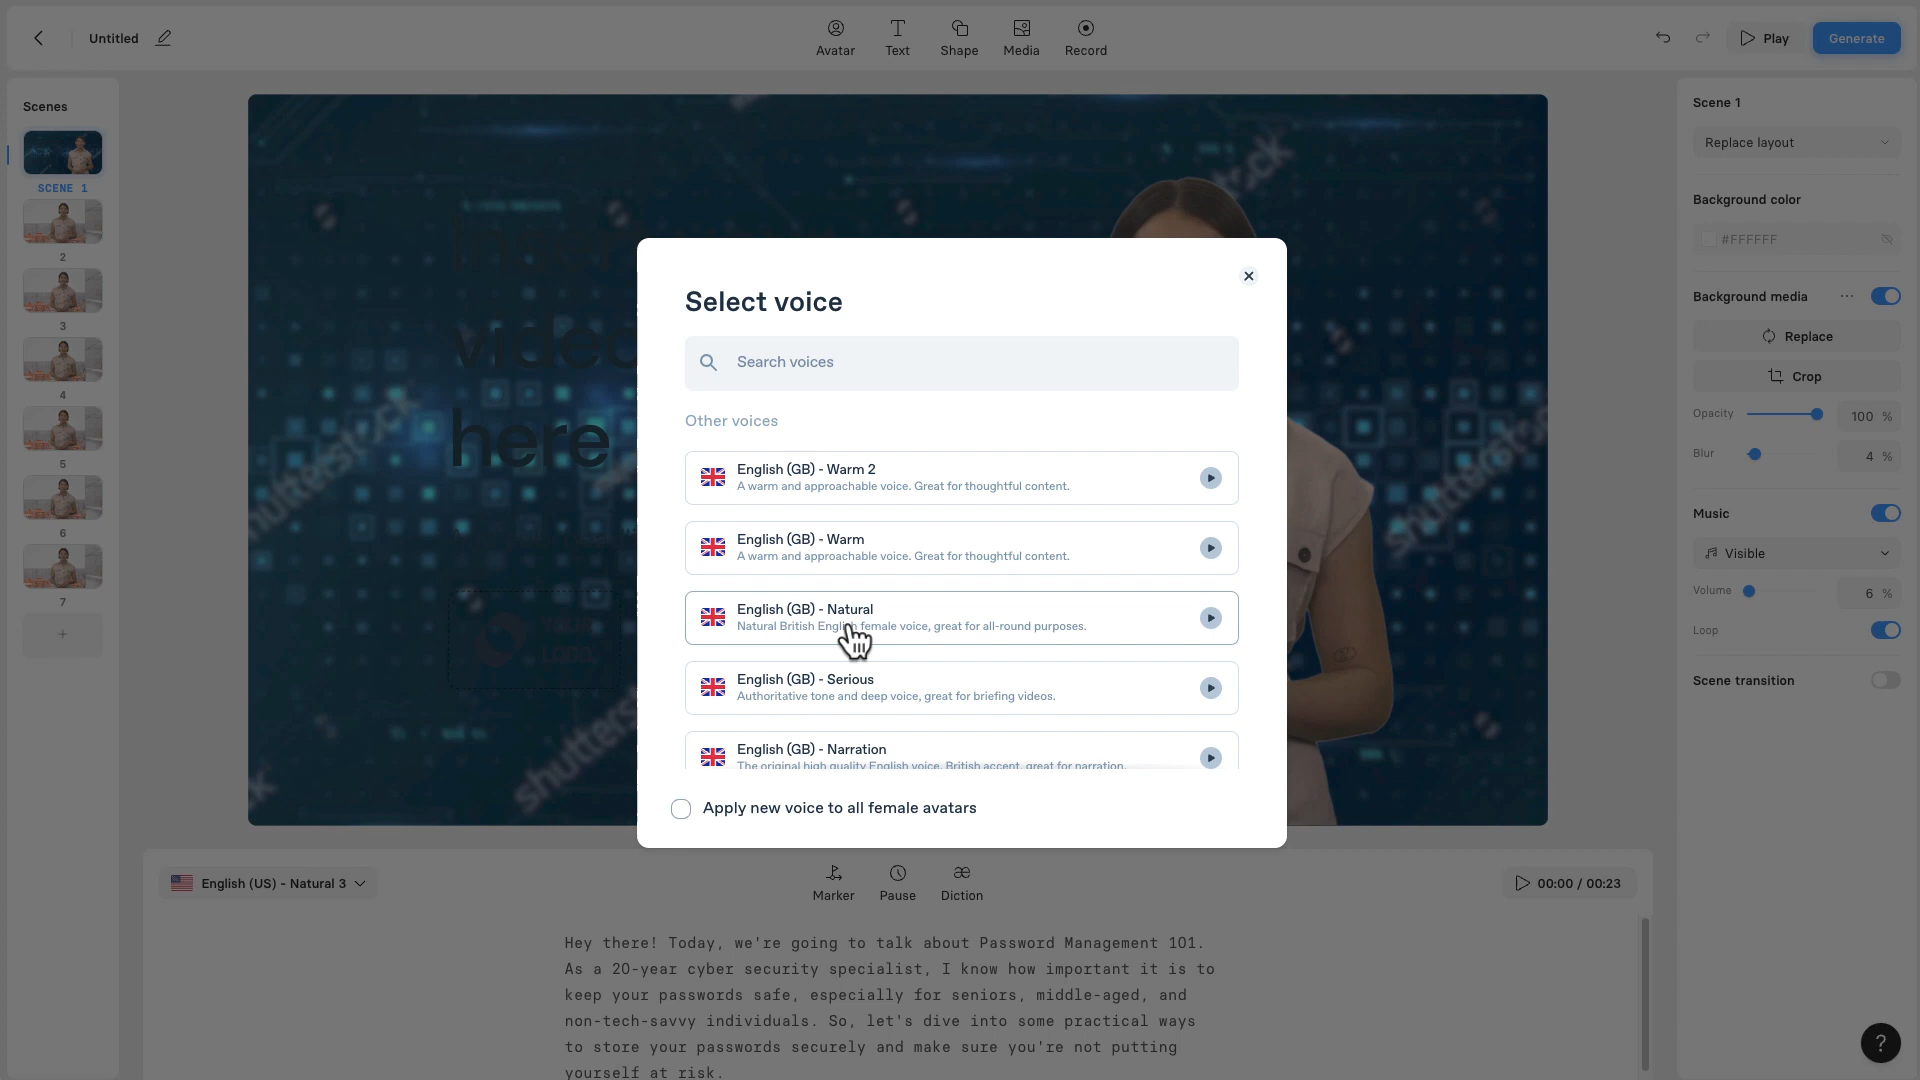 Untitled
Avatar
Text
Shape
Media
Record
Play
Generate
Scenes
SCENE 1
2
3
4
5
6
7
Scene 1
Replace layout
Background color
#FFFFFF
Background media
Replace
Crop
Opacity
100 %
Blur
4 %
Music
Visible
Volume
6 %
Loop
Scene transition
here
YOUR
LOGO
shutterstock
shutterstock
Select voice
Search voices
Other voices
English (GB) - Warm 2
A warm and approachable voice. Great for thoughtful content.
English (GB) - Warm
A warm and approachable voice. Great for thoughtful content.
English (GB) - Natural
Natural British English female voice, great for all-round purposes.
English (GB) - Serious
Authoritative tone and deep voice, great for briefing videos.
English (GB) - Narration
The original high quality English voice. British accent, great for narration.
Apply new voice to all female avatars
English (US) - Natural 3
Marker
Pause
Diction
00:00 / 00:23
Hey there! Today, we're going to talk about Password Management 101.
As a 20-year cyber security specialist, I know how important it is to
keep your passwords safe, especially for seniors, middle-aged, and
non-tech-savvy individuals. So, let's dive into some practical ways
to store your passwords securely and make sure you're not putting
yourself at risk.
?